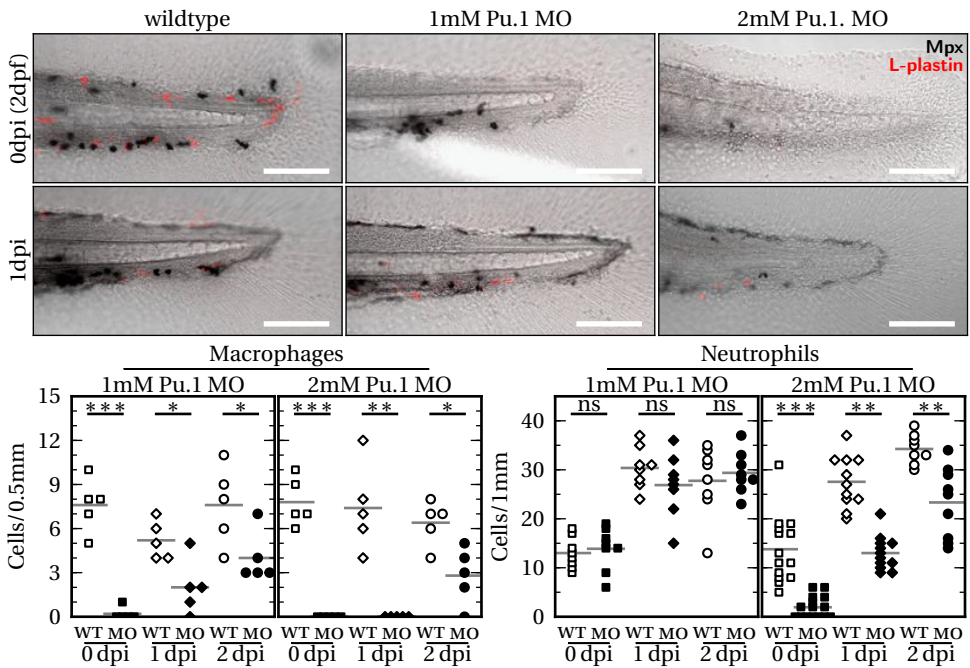 wildtype 1mM Pu.1 MO 2mM Pu.1. MO
0dpi (2dpf)
Mpx
L-plastin
1dpi
Macrophages Neutrophils
1mM Pu.1 MO 2mM Pu.1 MO 1mM Pu.1 MO 2mM Pu.1 MO
*** * * *** ** * ns ns ns *** ** **
Cells/0.5mm
15
12
9
6
3
0
Cells/1mm
40
30
20
10
0
WT MO WT MO WT MO WT MO WT MO WT MO WT MO WT MO WT MO WT MO WT MO WT MO
0 dpi 1 dpi 2 dpi 0 dpi 1 dpi 2 dpi 0 dpi 1 dpi 2 dpi 0 dpi 1 dpi 2 dpi